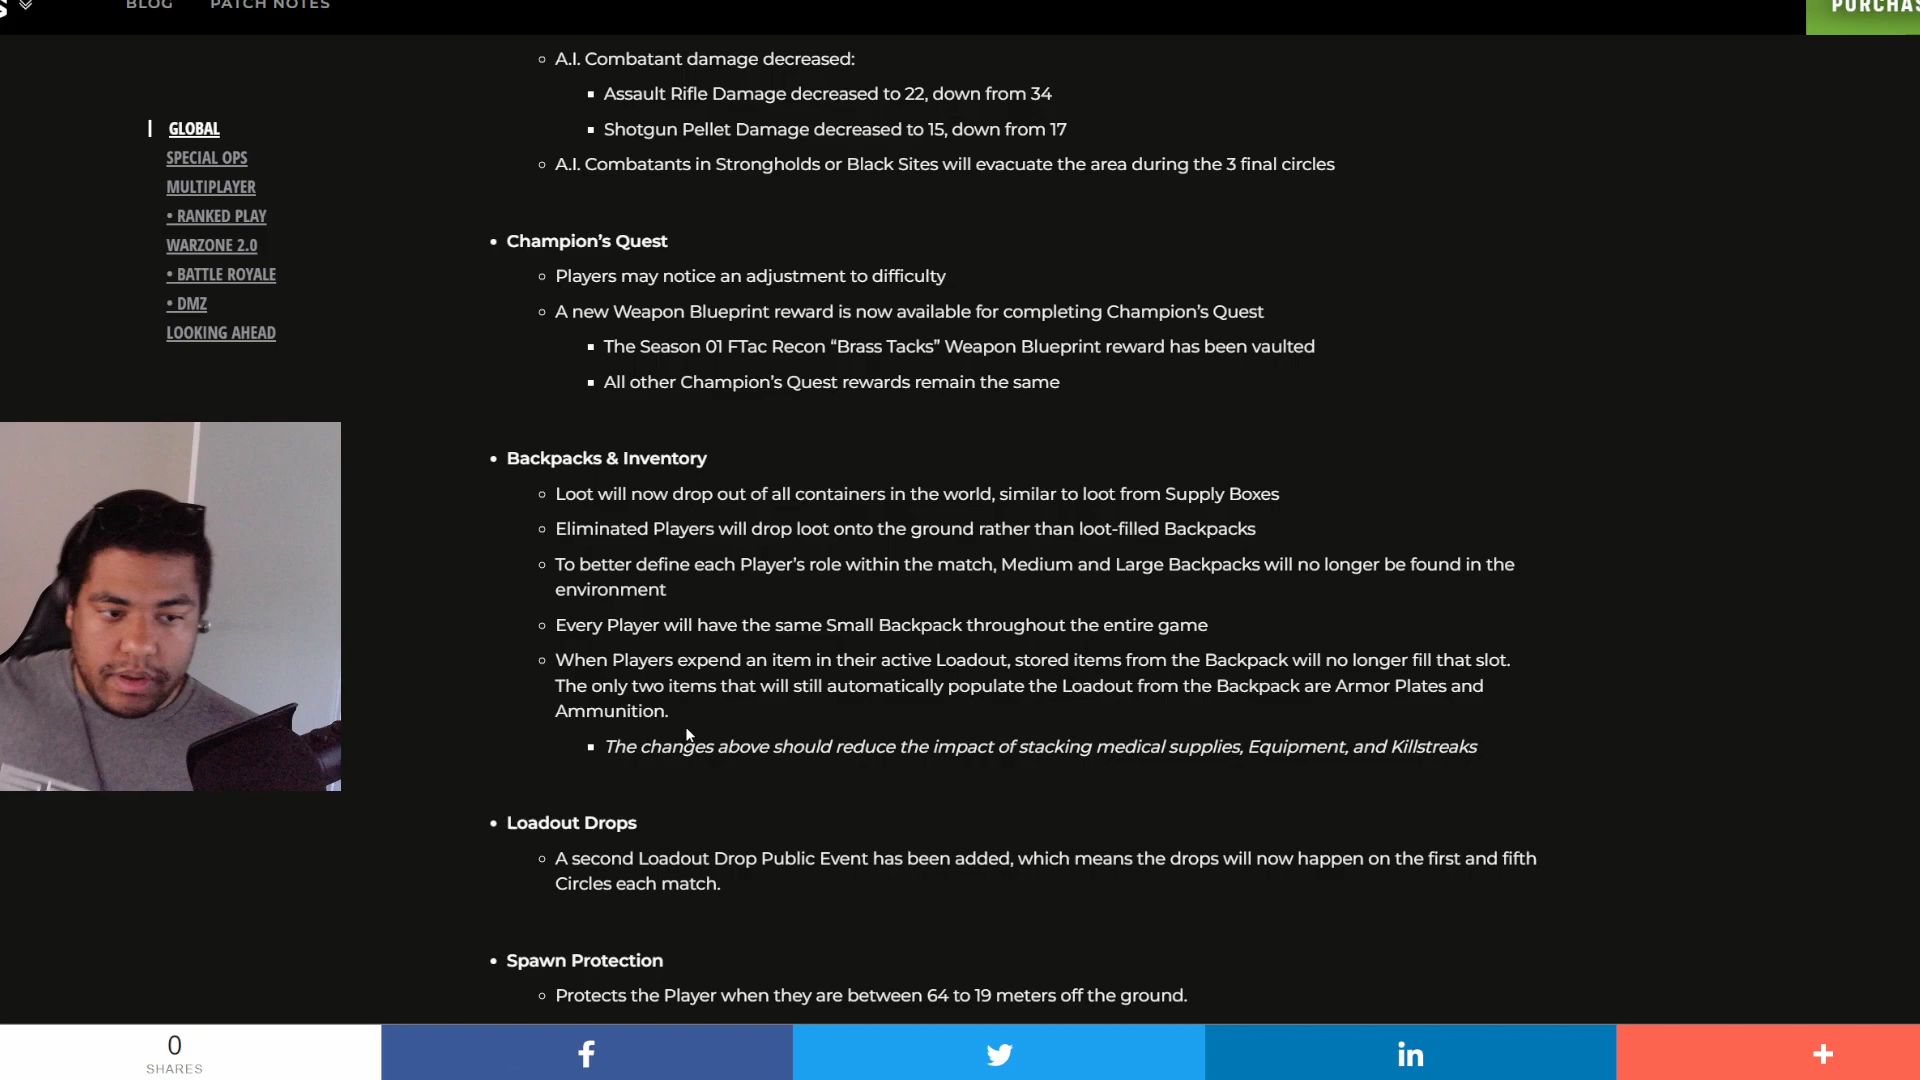 BLOG PATCH NOTES
A.I. Combatant damage decreased:
Assault Rifle Damage decreased to 22, down from 34
Shotgun Pellet Damage decreased to 15, down from 17
A.I. Combatants in Strongholds or Black Sites will evacuate the area during the 3 final circles
GLOBAL
SPECIAL OPS
MULTIPLAYER
• RANKED PLAY
WARZONE 2.0
• BATTLE ROYALE
• DMZ
LOOKING AHEAD
• Champion’s Quest
Players may notice an adjustment to difficulty
A new Weapon Blueprint reward is now available for completing Champion’s Quest
The Season 01 FTac Recon “Brass Tacks” Weapon Blueprint reward has been vaulted
All other Champion’s Quest rewards remain the same
• Backpacks & Inventory
Loot will now drop out of all containers in the world, similar to loot from Supply Boxes
Eliminated Players will drop loot onto the ground rather than loot-filled Backpacks
To better define each Player’s role within the match, Medium and Large Backpacks will no longer be found in the
environment
Every Player will have the same Small Backpack throughout the entire game
When Players expend an item in their active Loadout, stored items from the Backpack will no longer fill that slot.
The only two items that will still automatically populate the Loadout from the Backpack are Armor Plates and
Ammunition.
The changes above should reduce the impact of stacking medical supplies, Equipment, and Killstreaks
• Loadout Drops
A second Loadout Drop Public Event has been added, which means the drops will now happen on the first and fifth
Circles each match.
• Spawn Protection
Protects the Player when they are between 64 to 19 meters off the ground.
0
SHARES